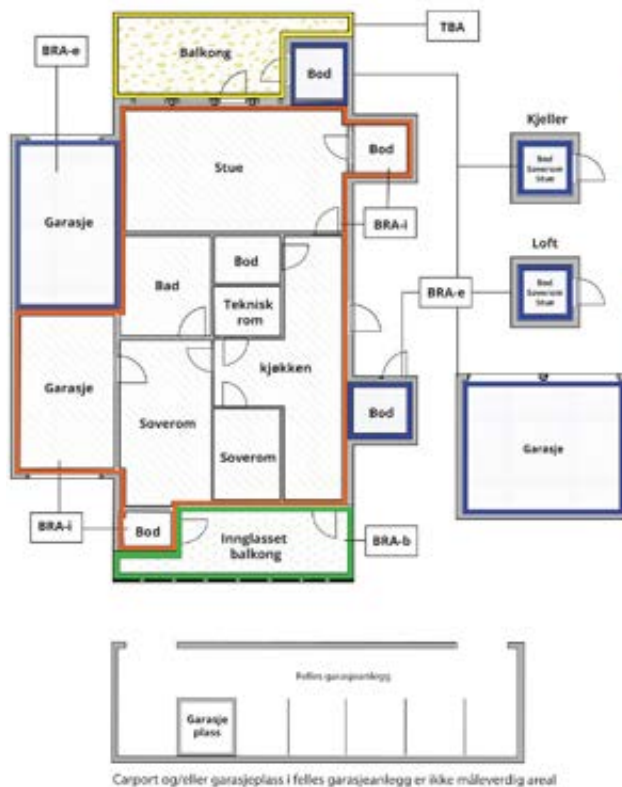 TBA
BRA-e
Balkong
Bod
Kjeller
Bod
Soverom
Stue
Stue
Bod
Garasje
BRA-i
Loft
Bod
Soverom
Stue
Bad
Bod
Teknisk
rom
BRA-e
kjøkken
Garasje
Soverom
Soverom
Bod
Garasje
BRA-i
Bod
Innglasset
balkong
BRA-b
Felles garasjeanlegg
Garasje
plass
Carport og/eller garasjeplass i felles garasjeanlegg er ikke måleverdig areal